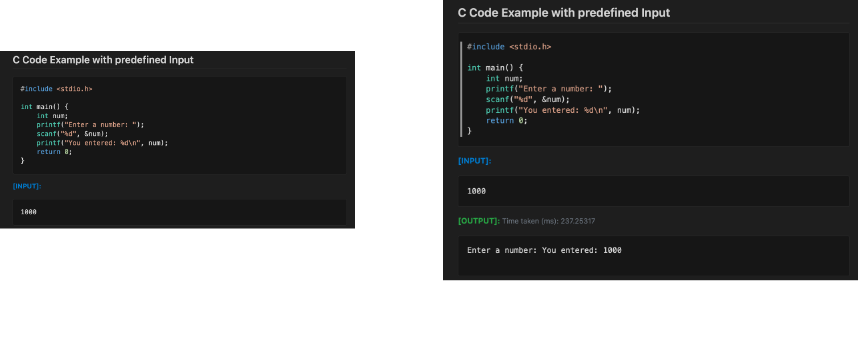 C Code Example with predefined Input
#include <stdio.h>
int main() {
int num;
printf("Enter a number: ");
scanf("%d", &num);
printf("You entered: %d\n", num);
return 0;
}
[INPUT]:
1000
C Code Example with predefined Input
#include <stdio.h>
int main() {
int num;
printf("Enter a number: ");
scanf("%d", &num);
printf("You entered: %d\n", num);
return 0;
}
[INPUT]:
1000
[OUTPUT]: Time taken (ms): 237.25317
Enter a number: You entered: 1000